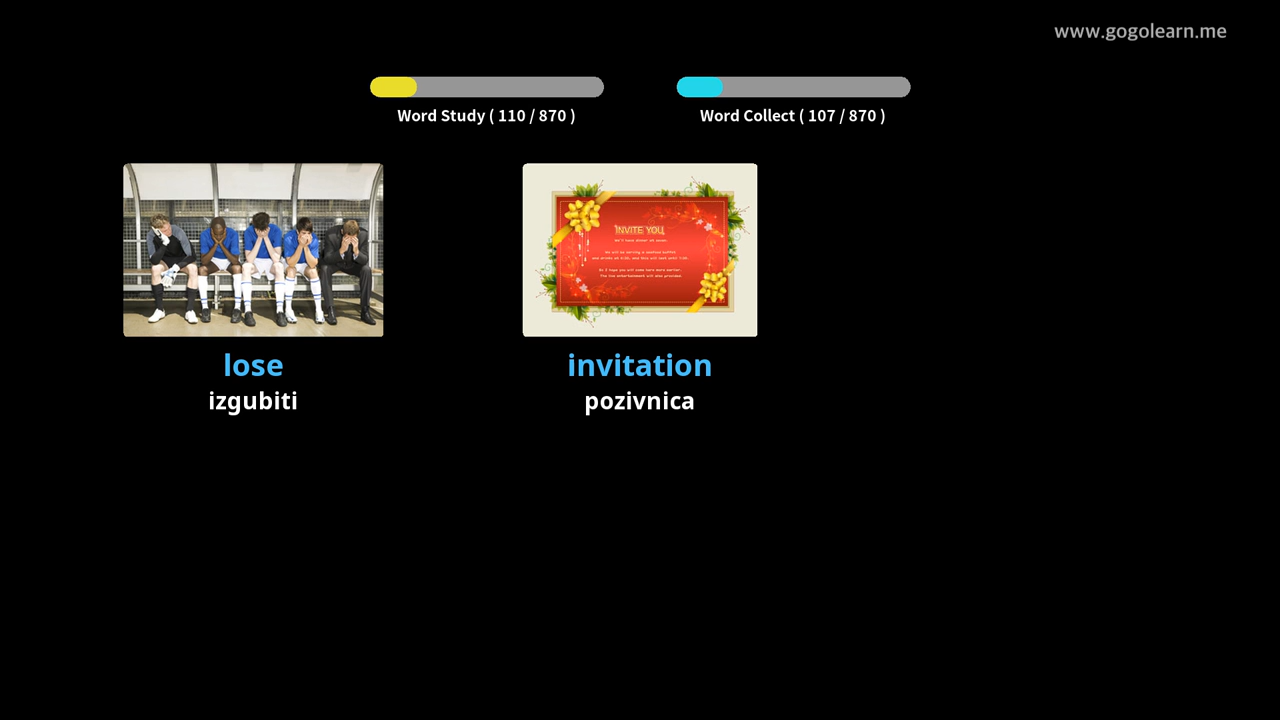 www.gogolearn.me
Word Study ( 110 / 870 )
Word Collect ( 107 / 870 )
INVITE YOU
lose
invitation
izgubiti
pozivnica